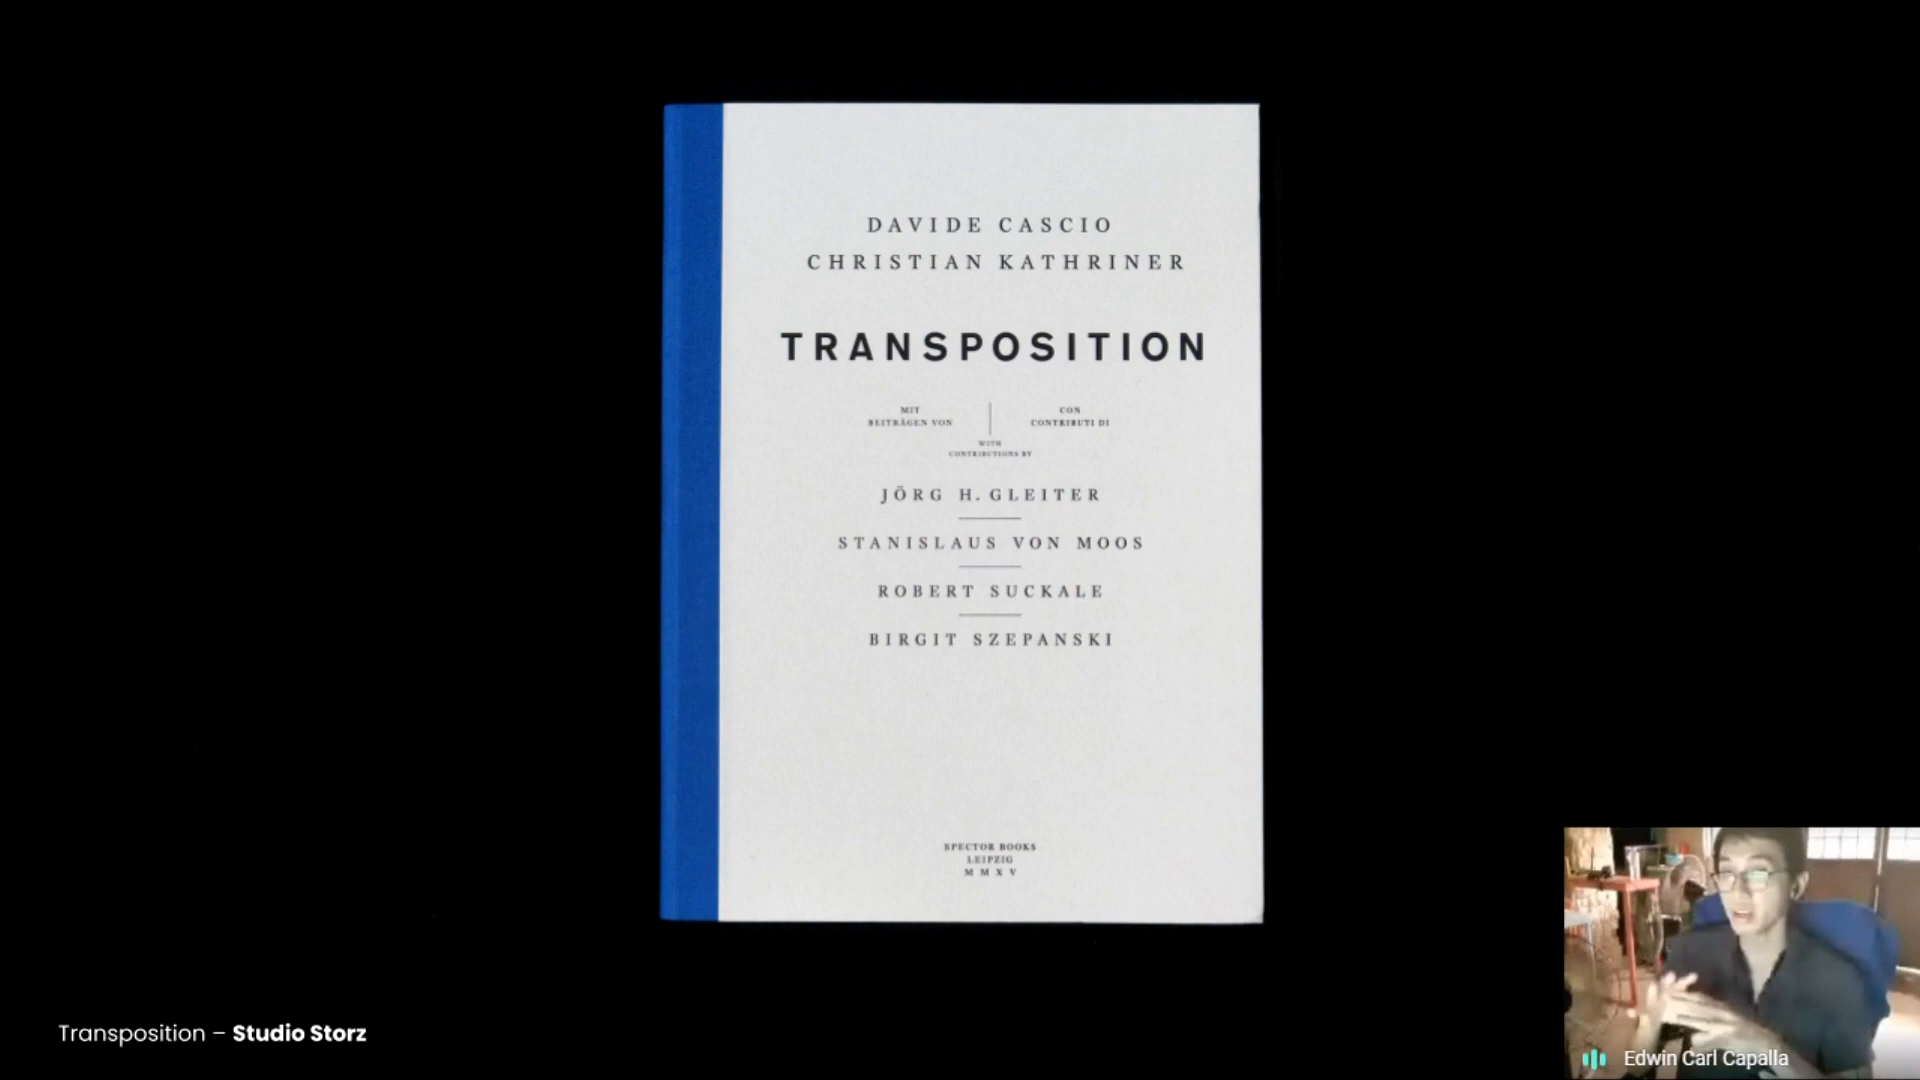 DAVIDE CASCIO
CHRISTIAN KATHRINER
TRANSPOSITION
MIT
BEITRÄGEN VON
CON
CONTRIBUTI DI
WITH
CONTRIBUTIONS BY
JÖRG H. GLEITER
STANISLAUS VON MOOS
ROBERT SUCKALE
BIRGIT SZEPANSKI
SPECTOR BOOKS
LEIPZIG
MMXV
Transposition – Studio Storz
Edwin Carl Capalla